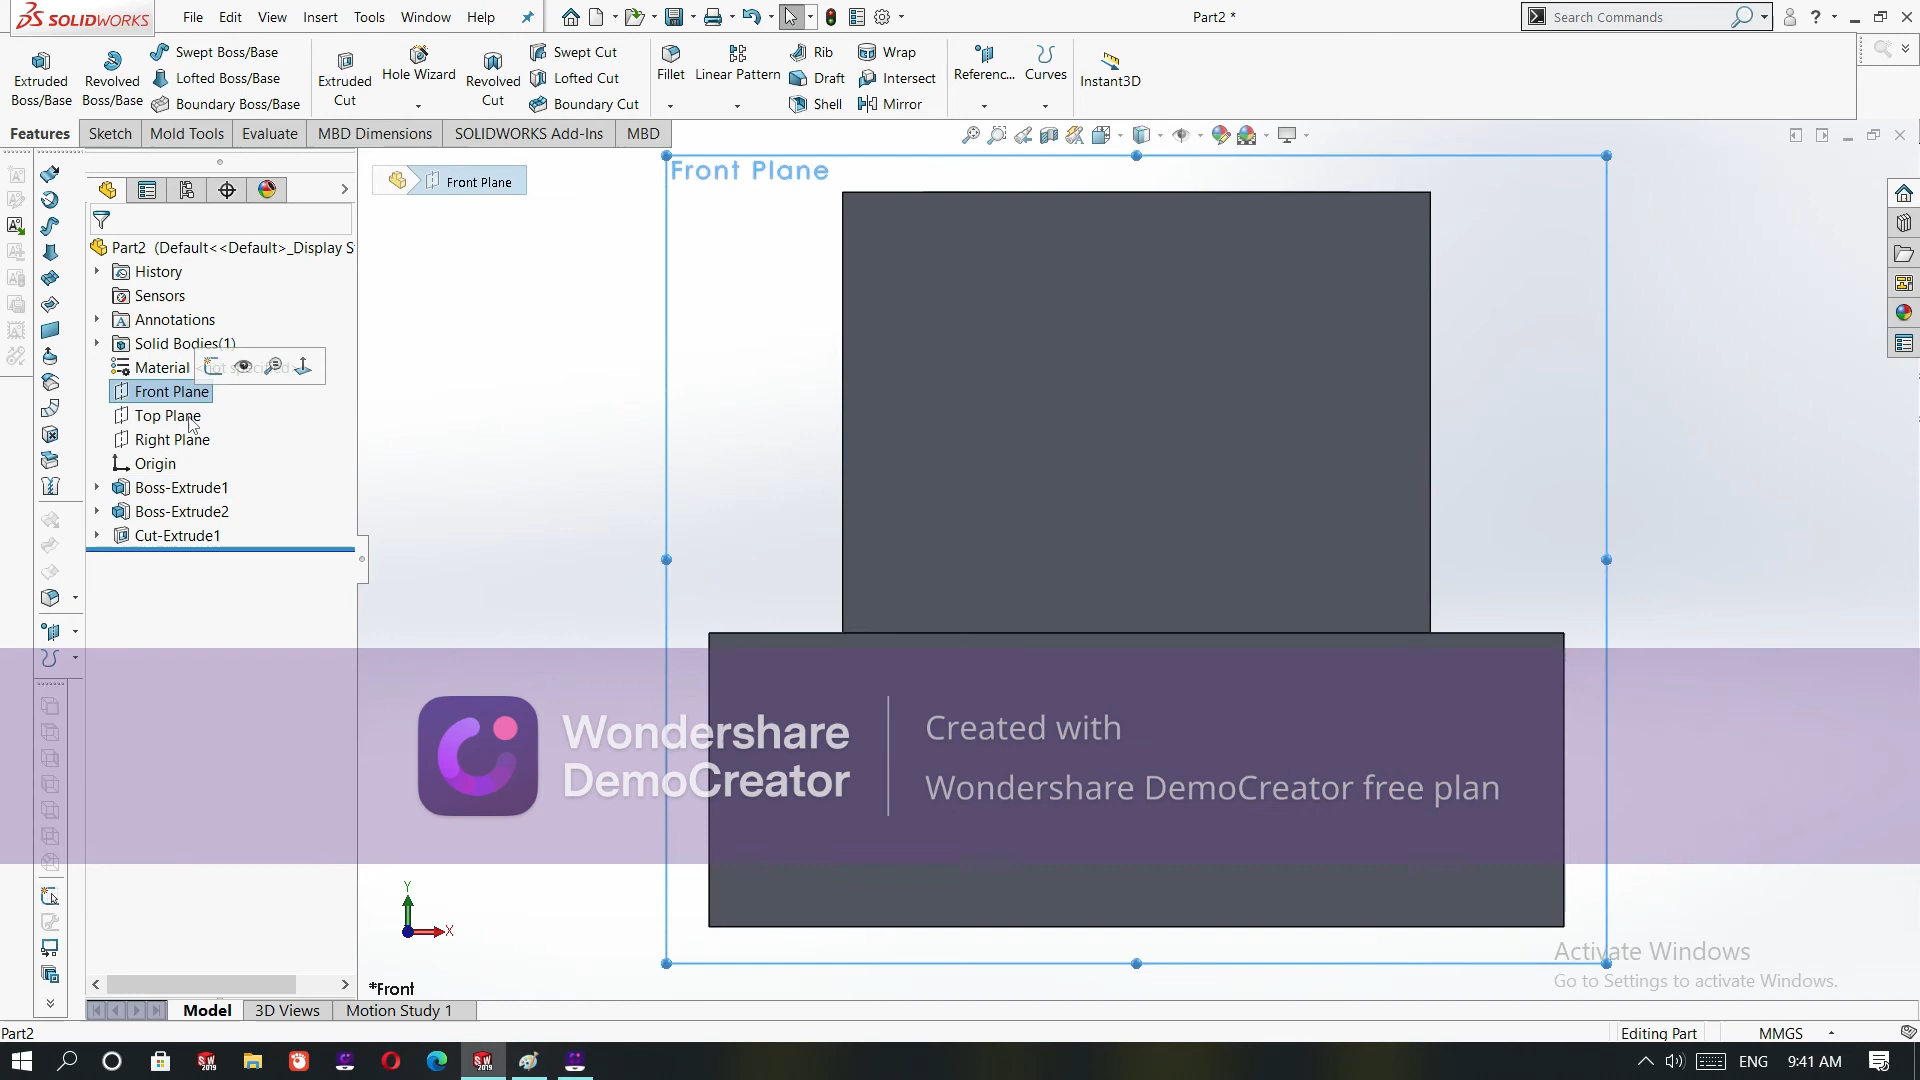 SOLIDWORKS
File Edit View Insert Tools Window Help
Part2 *
Search Commands
Extruded Boss/Base
Revolved Boss/Base
Swept Boss/Base
Lofted Boss/Base
Boundary Boss/Base
Extruded Cut
Hole Wizard
Revolved Cut
Swept Cut
Lofted Cut
Boundary Cut
Fillet
Linear Pattern
Rib
Draft
Shell
Wrap
Intersect
Mirror
Referenc...
Curves
Instant3D
Features Sketch Mold Tools Evaluate MBD Dimensions SOLIDWORKS Add-Ins MBD
Front Plane
Front Plane
Part2 (Default<<Default>_Display S
History
Sensors
Annotations
Solid Bodies(1)
Material <not specified>
Front Plane
Top Plane
Right Plane
Origin
Boss-Extrude1
Boss-Extrude2
Cut-Extrude1
Wondershare
DemoCreator
Created with
Wondershare DemoCreator free plan
Y
X
*Front
Activate Windows
Go to Settings to activate Windows.
Model 3D Views Motion Study 1
Part2
Editing Part MMGS
ENG 9:41 AM